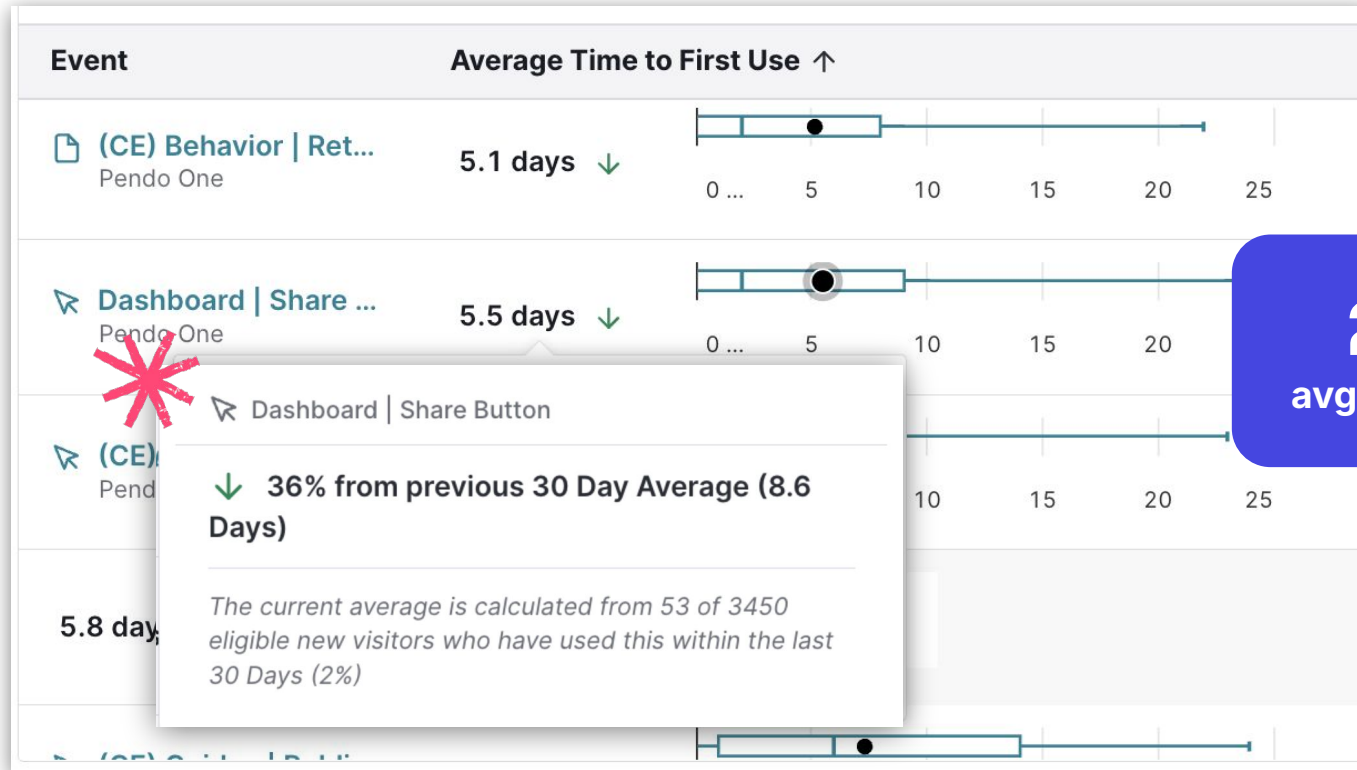 Event Average Time to First Use ↑
(CE) Behavior | Ret...
Pendo One
5.1 days ↓
0 ... 5 10 15 20 25
Dashboard | Share ...
Pendo One
5.5 days ↓
0 ... 5 10 15 20
avg
Dashboard | Share Button
↓ 36% from previous 30 Day Average (8.6
Days)
The current average is calculated from 53 of 3450
eligible new visitors who have used this within the last
30 Days (2%)
(CE)
Pend
10 15 20 25
5.8 day